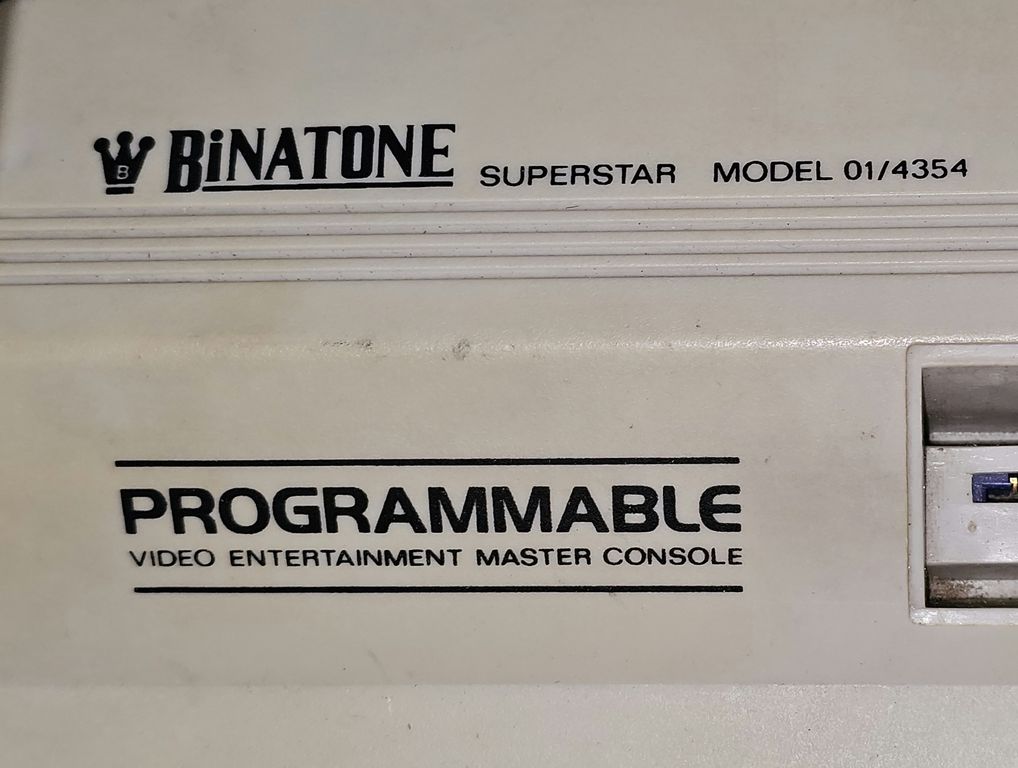 B BiNATONE SUPERSTAR MODEL 01/4354
PROGRAMMABLE
VIDEO ENTERTAINMENT MASTER CONSOLE